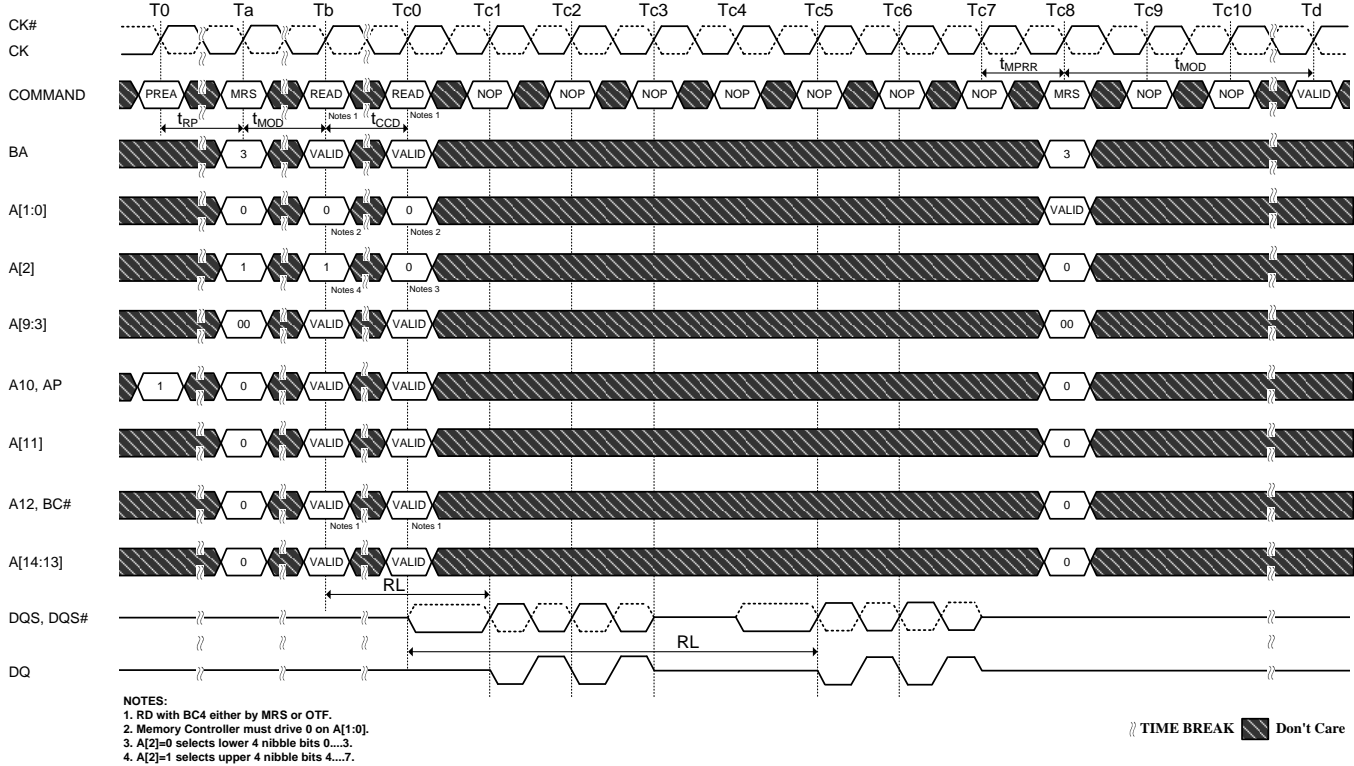 T0 Ta Tb Tc0 Tc1 Tc2 Tc3 Tc4 Tc5 Tc6 Tc7 Tc8 Tc9 Tc10 Td
CK#
CK
tMPRR tMOD
COMMAND PREA MRS READ READ NOP NOP NOP NOP NOP NOP NOP MRS NOP NOP VALID
Notes 1 Notes 1
tRP tMOD tCCD
BA 3 VALID VALID 3
A[1:0] 0 0 0 VALID
Notes 2 Notes 2
A[2] 1 1 0 0
Notes 4 Notes 3
A[9:3] 00 VALID VALID 00
A10, AP 1 0 VALID VALID 0
A[11] 0 VALID VALID 0
A12, BC# 0 VALID VALID 0
Notes 1 Notes 1
A[14:13] 0 VALID VALID 0
RL
DQS, DQS#
RL
DQ
NOTES:
1. RD with BC4 either by MRS or OTF.
2. Memory Controller must drive 0 on A[1:0].
3. A[2]=0 selects lower 4 nibble bits 0....3.
4. A[2]=1 selects upper 4 nibble bits 4....7.
TIME BREAK Don't Care